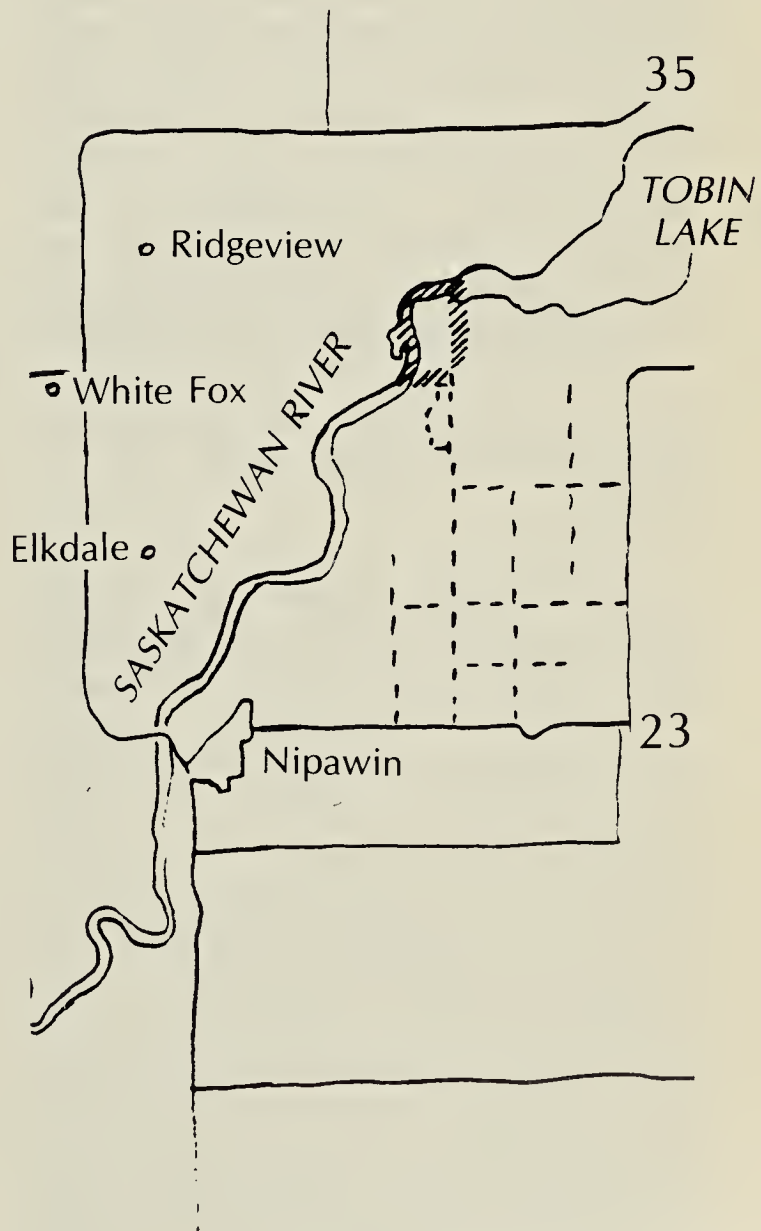 35
TOBIN
LAKE
Ridgeview
White Fox
SASKATCHEWAN RIVER
Elkdale
23
Nipawin